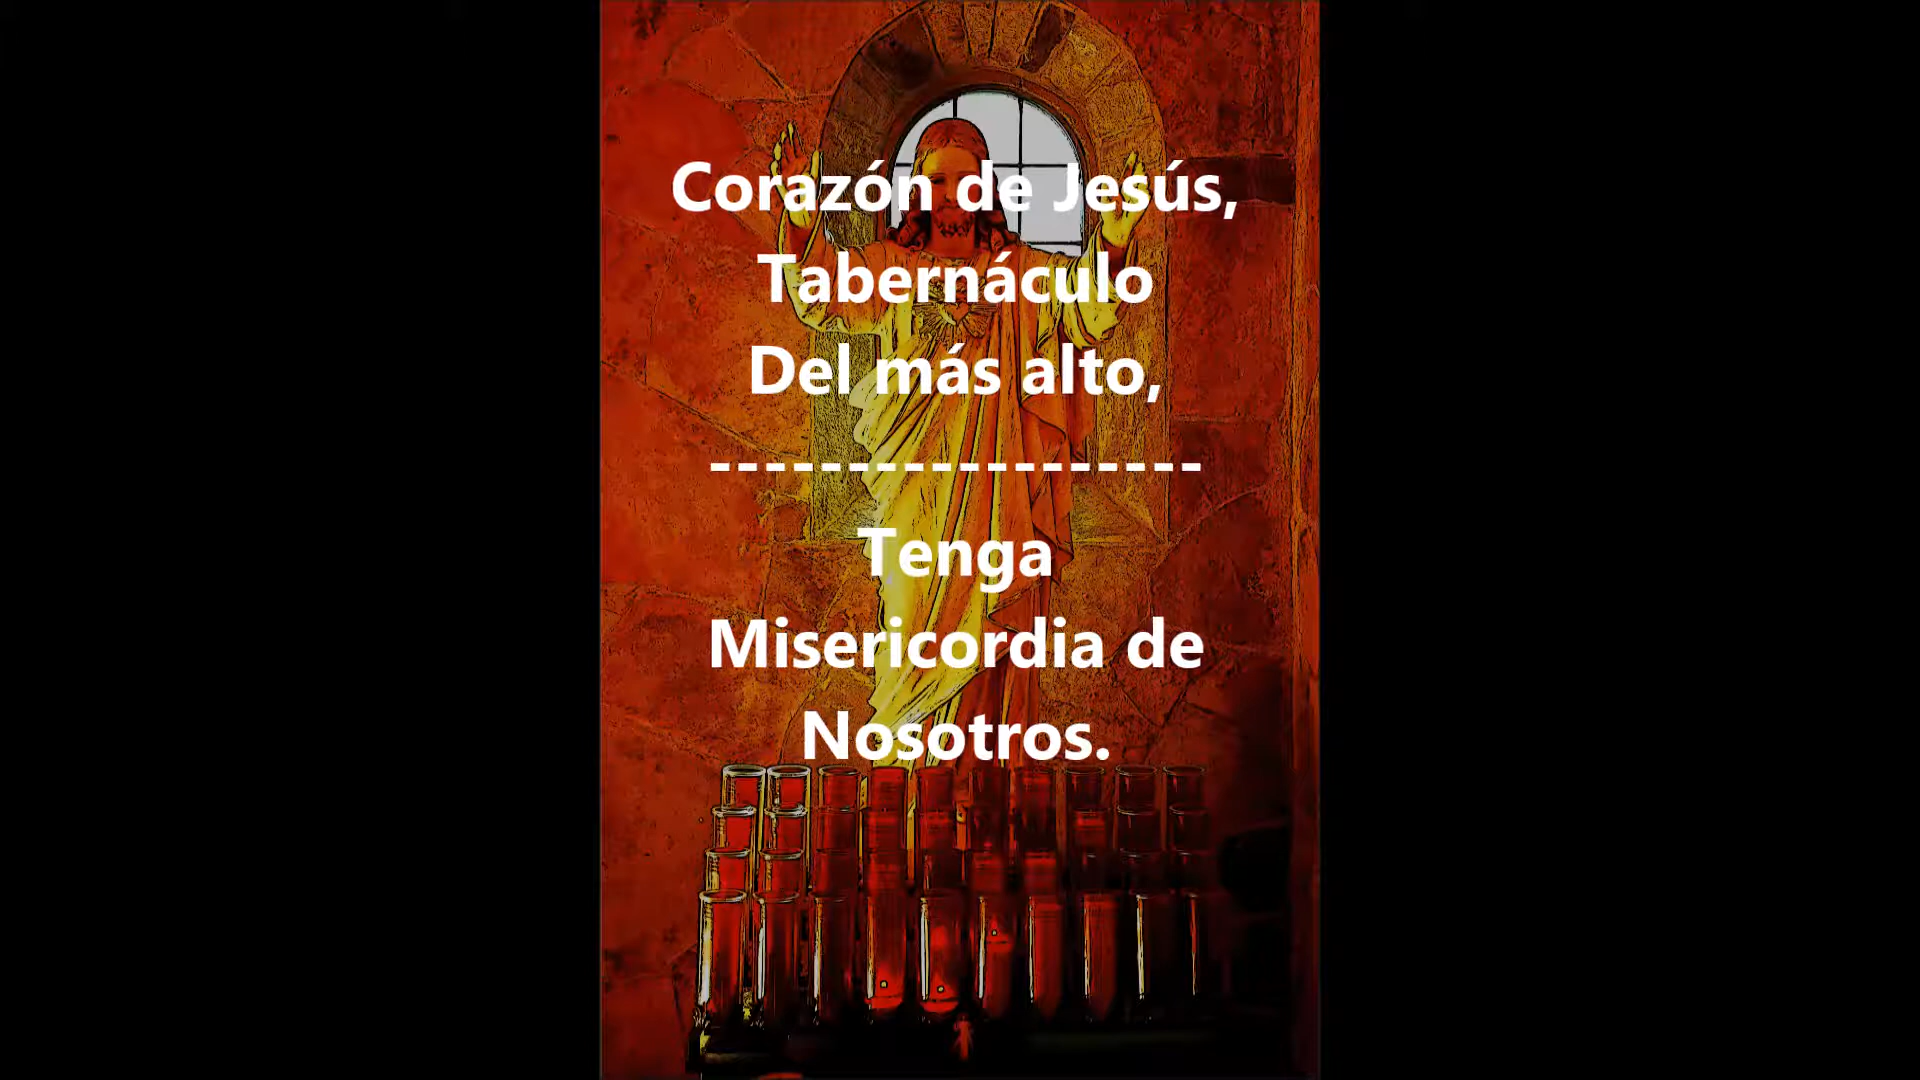 Corazón de Jesús,
Tabernáculo
Del más alto,
------------------
Tenga
Misericordia de
Nosotros.